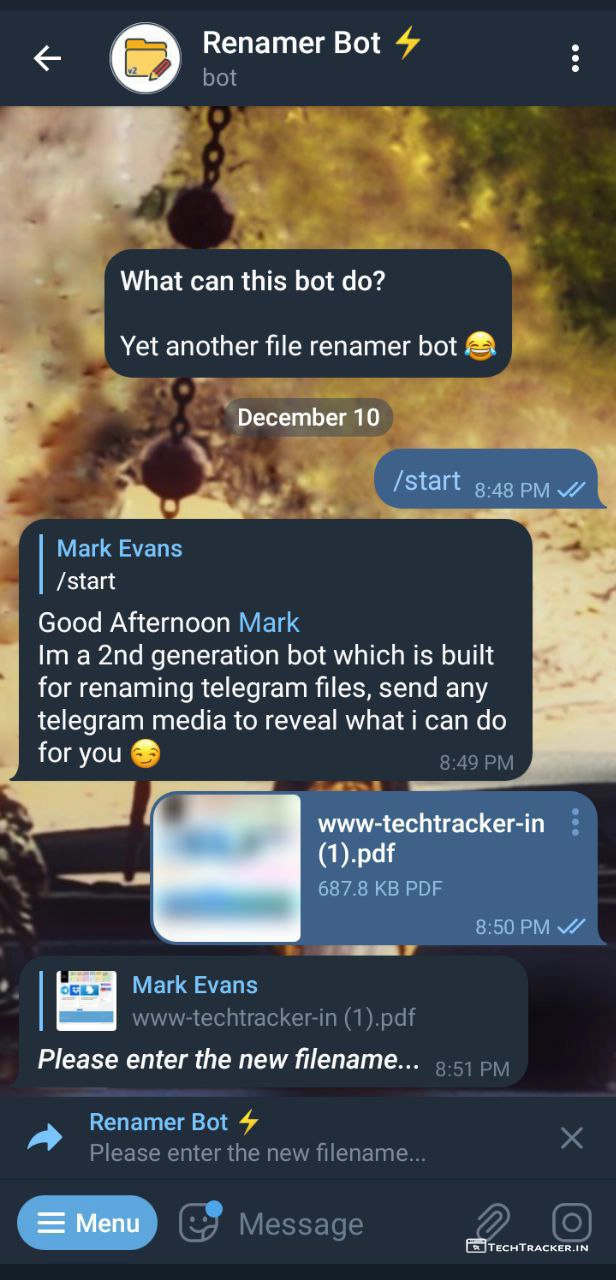 Renamer Bot ⚡
bot
What can this bot do?
Yet another file renamer bot 😂
December 10
/start 8:48 PM
Mark Evans
/start
Good Afternoon Mark
Im a 2nd generation bot which is built
for renaming telegram files, send any
telegram media to reveal what i can do
for you 😏 8:49 PM
www-techtracker-in
(1).pdf
687.8 KB PDF
8:50 PM
Mark Evans
www-techtracker-in (1).pdf
Please enter the new filename... 8:51 PM
Renamer Bot ⚡
Please enter the new filename...
Menu
Message
TECHTRACKER.IN